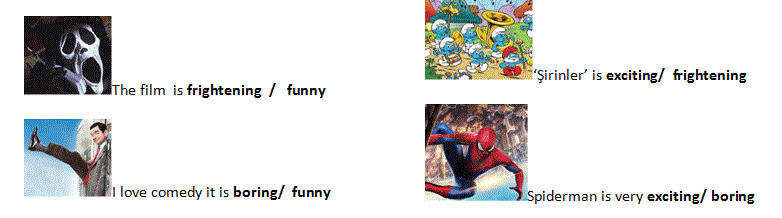 The film is frightening / funny
'Şirinler' is exciting/ frightening
I love comedy it is boring/ funny
Spiderman is very exciting/ boring